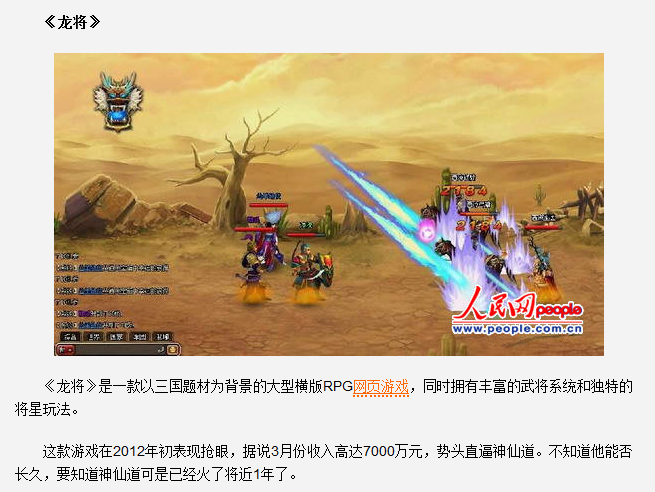 《龙将》
2184
2184
人民网 people
www.people.com.cn
《龙将》是一款以三国题材为背景的大型横版RPG网页游戏，同时拥有丰富的武将系统和独特的
将星玩法。
这款游戏在2012年初表现抢眼，据说3月份收入高达7000万元，势头直逼神仙道。不知道他能否
长久，要知道神仙道可是已经火了将近1年了。